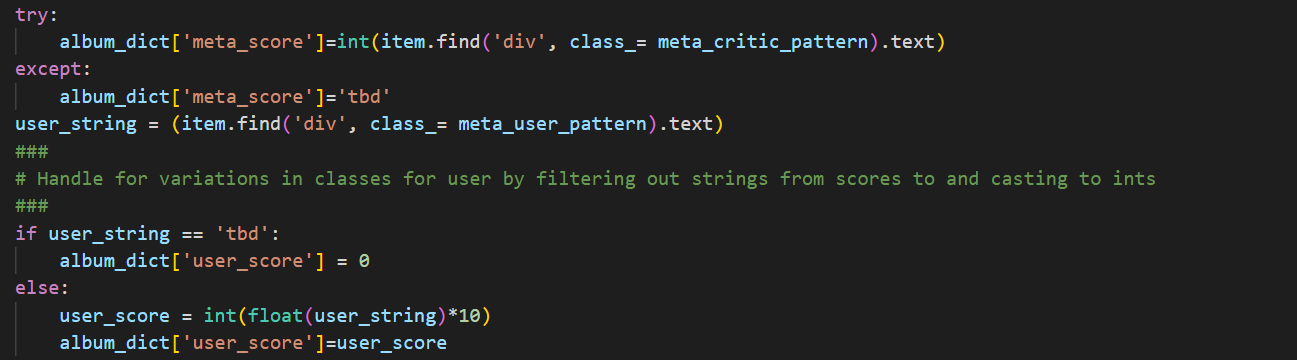 try:
    album_dict['meta_score']=int(item.find('div', class_= meta_critic_pattern).text)
except:
    album_dict['meta_score']='tbd'
user_string = (item.find('div', class_= meta_user_pattern).text)
###
# Handle for variations in classes for user by filtering out strings from scores to and casting to ints
###
if user_string == 'tbd':
    album_dict['user_score'] = 0
else:
    user_score = int(float(user_string)*10)
    album_dict['user_score']=user_score